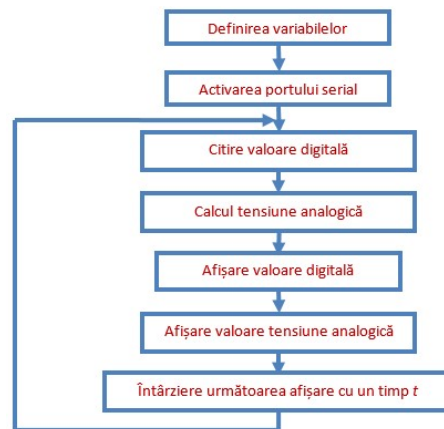 Definirea variabilelor
Activarea portului serial
Citire valoare digitală
Calcul tensiune analogică
Afișare valoare digitală
Afișare valoare tensiune analogică
Întârziere următoarea afișare cu un timp t